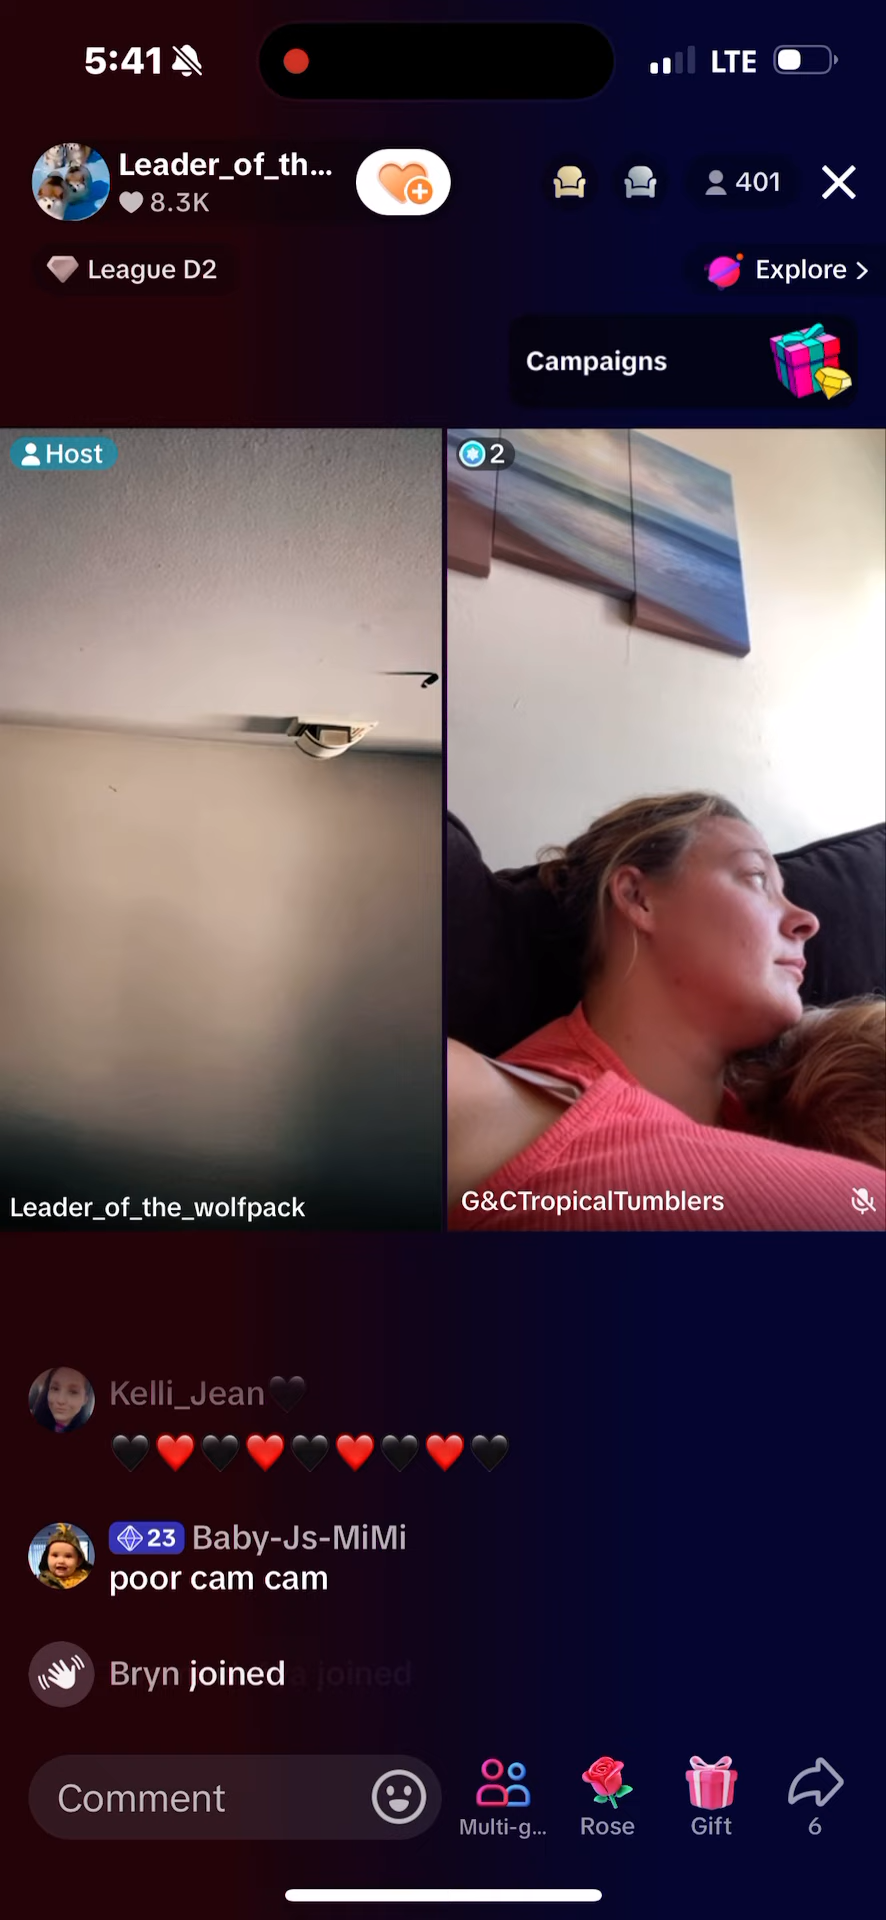 5:41
LTE
Leader_of_th...
8.3K
401
League D2
Explore >
Campaigns
Host
2
Leader_of_the_wolfpack
G&CTropicalTumblers
Kelli_Jean🖤
🖤❤️🖤❤️🖤❤️🖤❤️🖤
23 Baby-Js-MiMi
poor cam cam
Bryn joined
Comment
Multi-g...
Rose
Gift
6